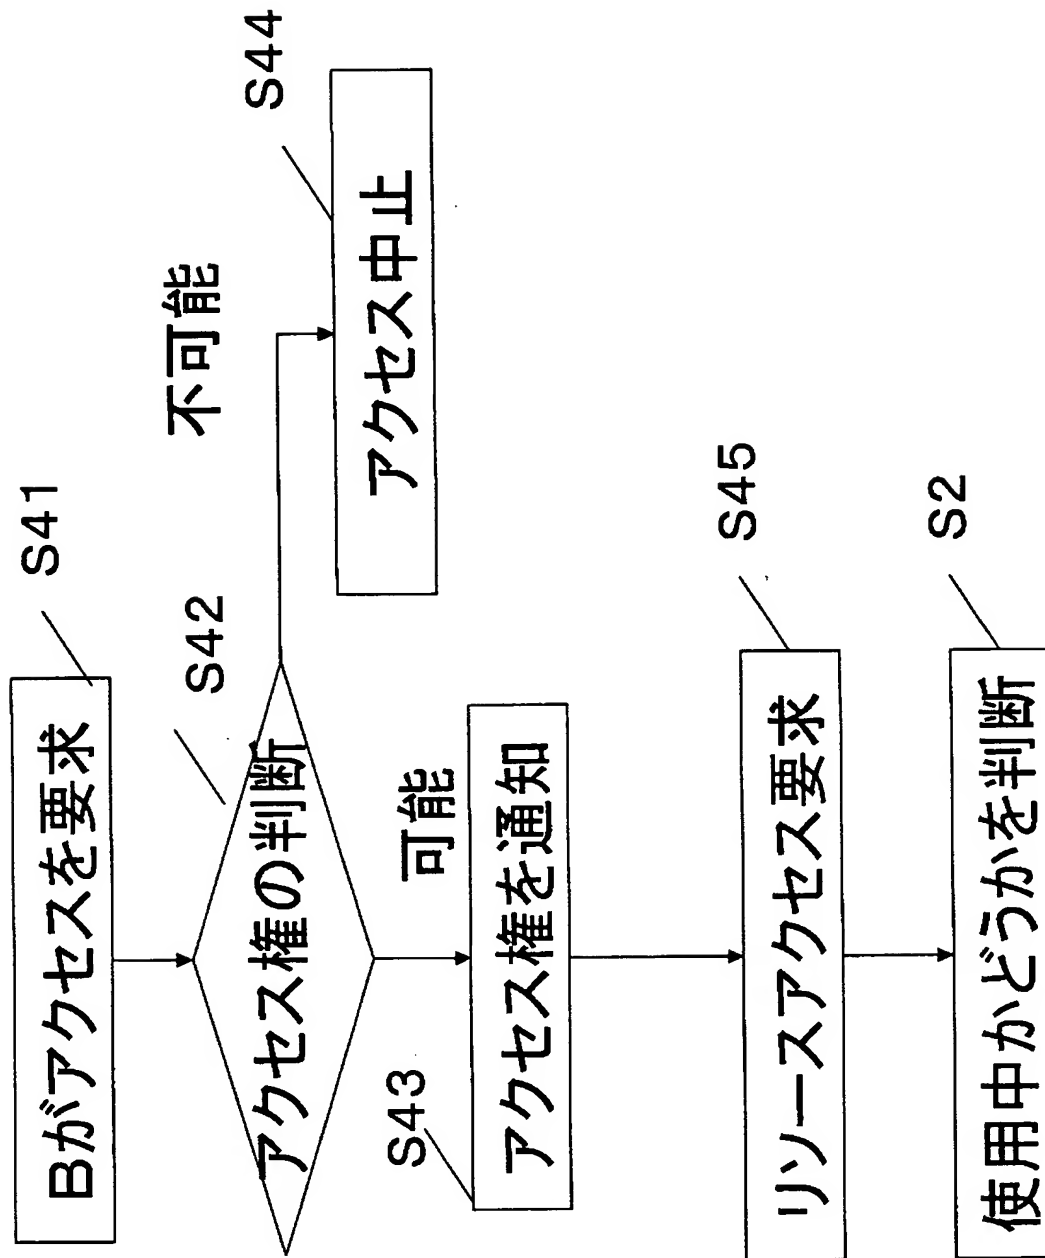 Bがアクセスを要求
S41
アクセス権の判断
S42
不可能
アクセス中止
S44
可能
アクセス権を通知
S43
リソースアクセス要求
S45
使用中かどうかを判断
S2